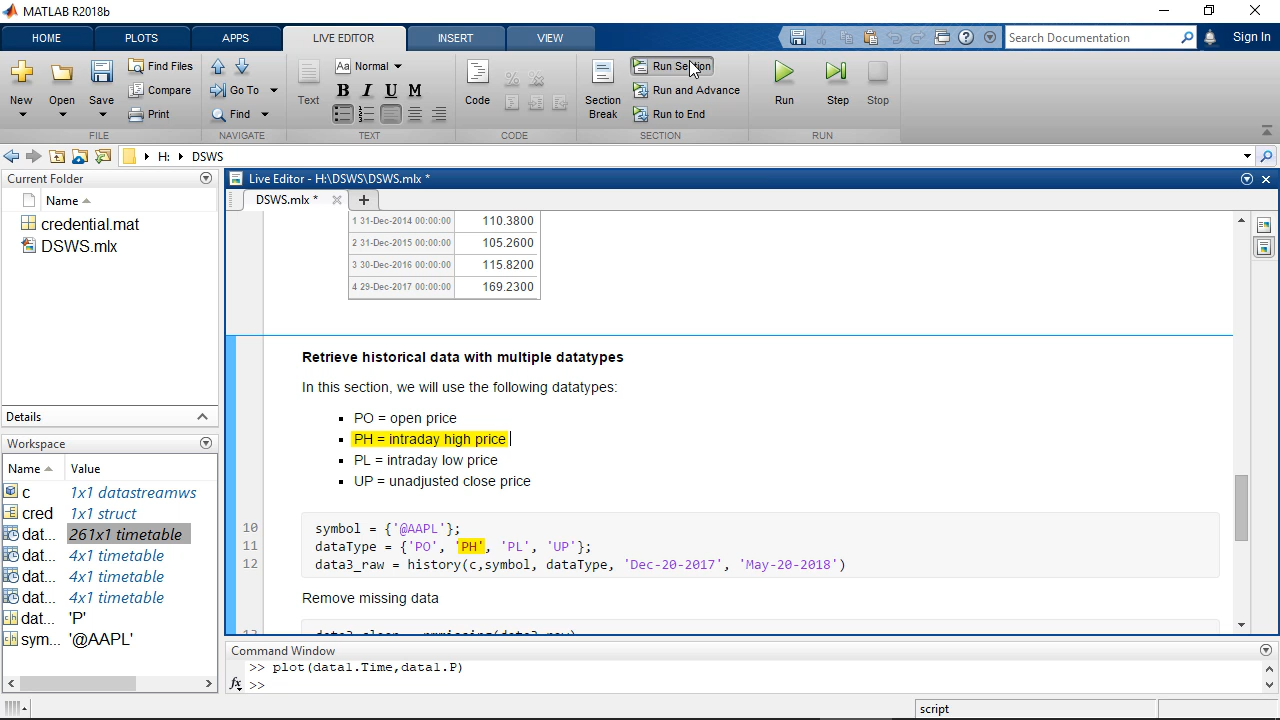 MATLAB R2018b
HOME PLOTS APPS LIVE EDITOR INSERT VIEW Search Documentation Sign In
New Open Save Find Files Compare Print Go To Find Text Normal B I U M Code Section Break Run Section Run and Advance Run to End Run Step Stop
FILE NAVIGATE TEXT CODE SECTION RUN
H: DSWS
Current Folder
Name
credential.mat
DSWS.mlx
Details
Workspace
Name Value
c 1x1 datastreamws
cred 1x1 struct
dat... 261x1 timetable
dat... 4x1 timetable
dat... 4x1 timetable
dat... 4x1 timetable
dat... 'P'
sym... '@AAPL'
Live Editor - H:\DSWS\DSWS.mlx *
DSWS.mlx *
1 31-Dec-2014 00:00:00 110.3800
2 31-Dec-2015 00:00:00 105.2600
3 30-Dec-2016 00:00:00 115.8200
4 29-Dec-2017 00:00:00 169.2300
Retrieve historical data with multiple datatypes
In this section, we will use the following datatypes:
PO = open price
PH = intraday high price
PL = intraday low price
UP = unadjusted close price
10 symbol = {'@AAPL'};
11 dataType = {'PO', 'PH', 'PL', 'UP'};
12 data3_raw = history(c,symbol, dataType, 'Dec-20-2017', 'May-20-2018')
Remove missing data
Command Window
>> plot(data1.Time,data1.P)
fx >>
script